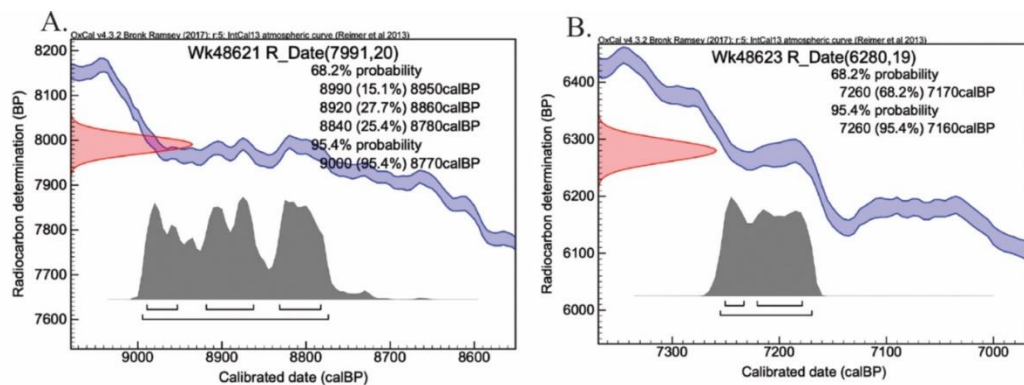 A.
OxCal v4.3.2 Bronk Ramsey (2017); r:5; IntCal13 atmospheric curve (Reimer et al 2013)
Wk48621 R_Date(7991,20)
68.2% probability
8990 (15.1%) 8950calBP
8920 (27.7%) 8860calBP
8840 (25.4%) 8780calBP
95.4% probability
9000 (95.4%) 8770calBP
Radiocarbon determination (BP)
8200
8100
8000
7900
7800
7700
7600
9000
8900
8800
8700
8600
Calibrated date (calBP)
B.
OxCal v4.3.2 Bronk Ramsey (2017); r:5; IntCal13 atmospheric curve (Reimer et al 2013)
Wk48623 R_Date(6280,19)
68.2% probability
7260 (68.2%) 7170calBP
95.4% probability
7260 (95.4%) 7160calBP
Radiocarbon determination (BP)
6400
6300
6200
6100
6000
7300
7200
7100
7000
Calibrated date (calBP)